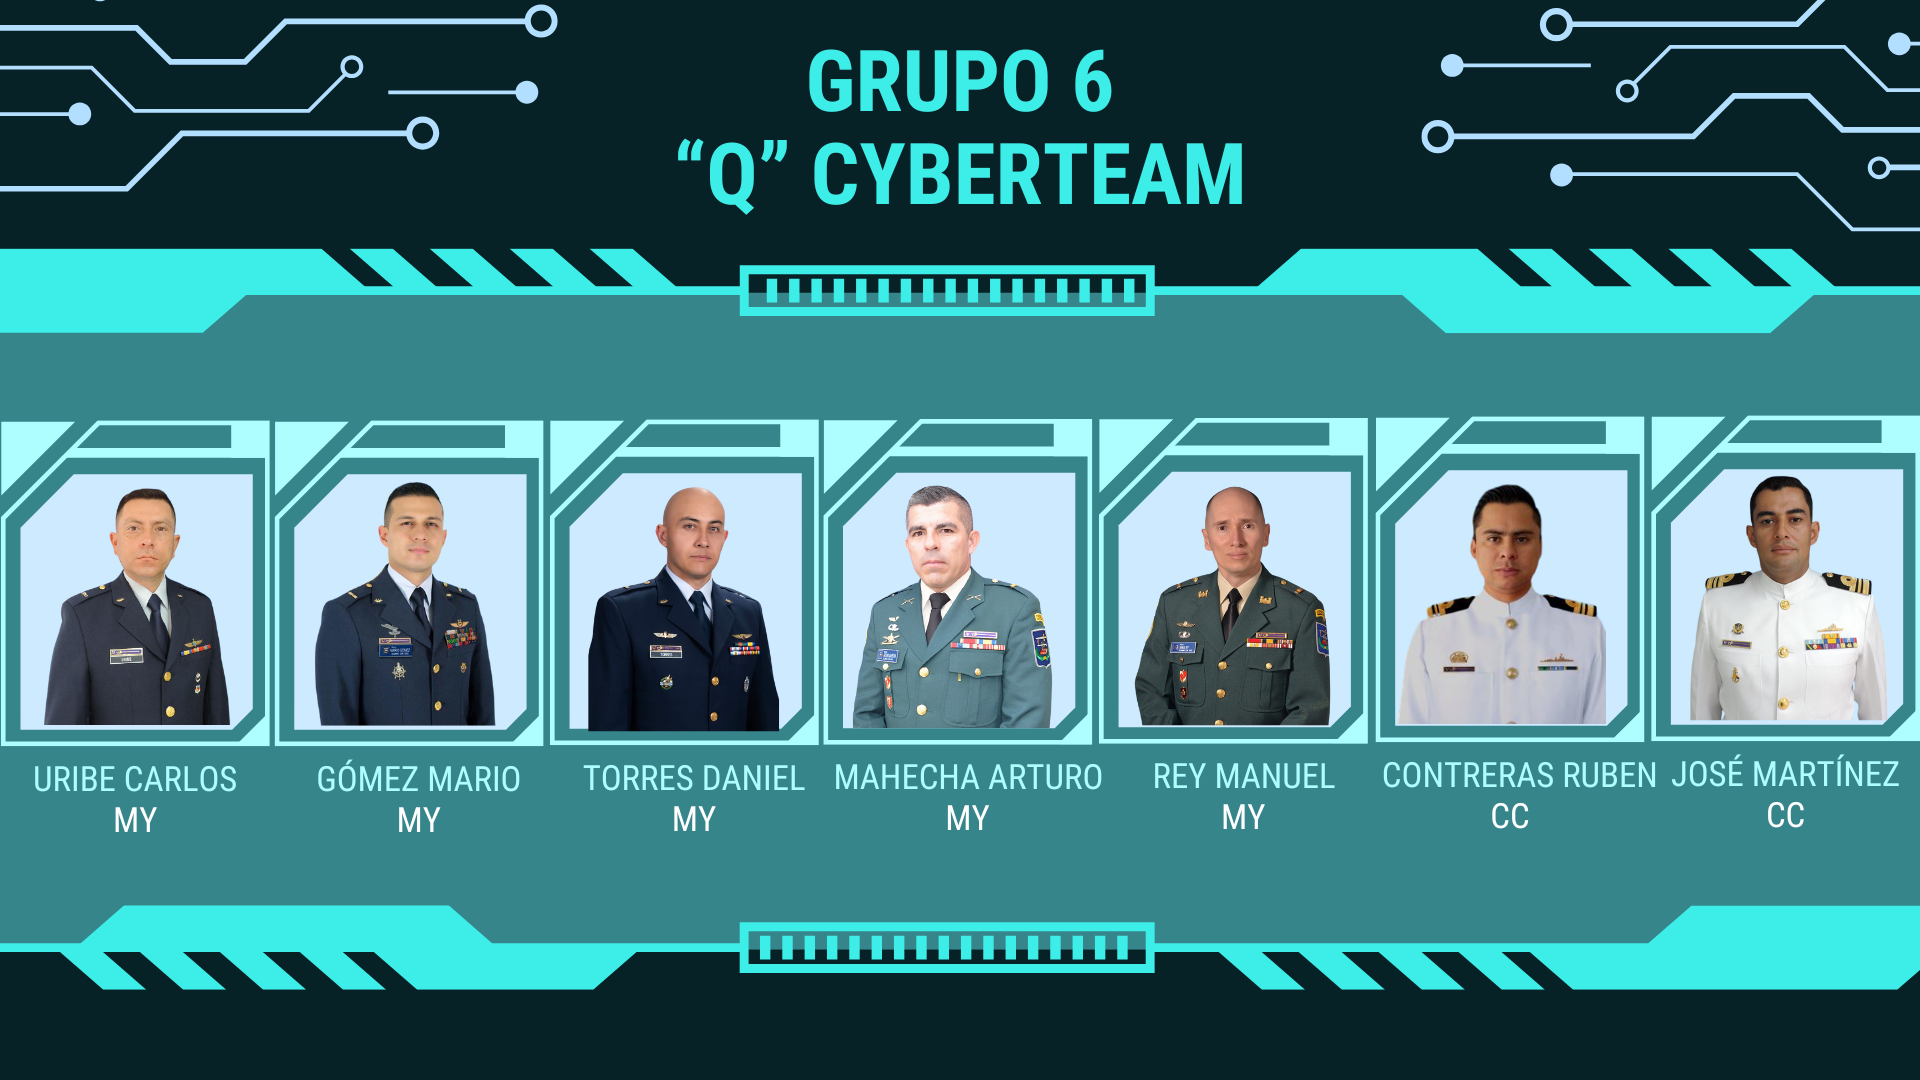 GRUPO 6
“Q” CYBERTEAM
URIBE CARLOS
MY
GÓMEZ MARIO
MY
TORRES DANIEL
MY
MAHECHA ARTURO
MY
REY MANUEL
MY
CONTRERAS RUBEN
CC
JOSÉ MARTÍNEZ
CC